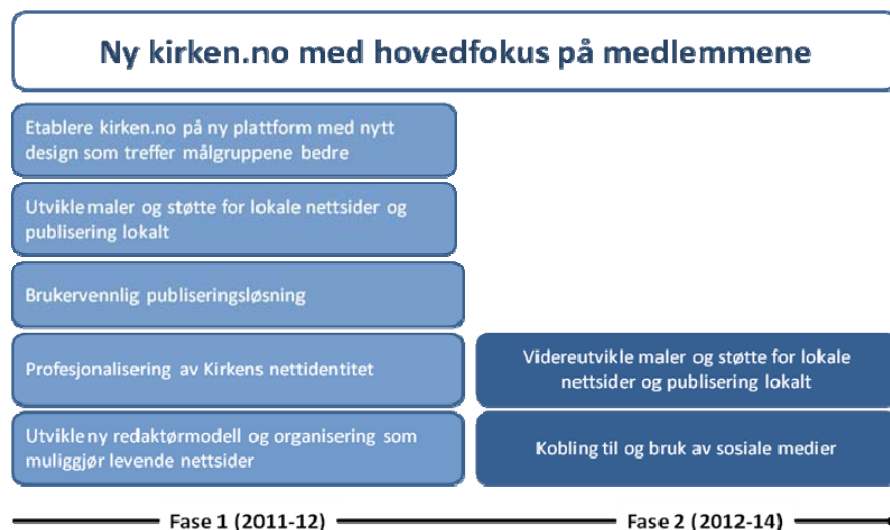 Ny kirken.no med hovedfokus på medlemmene
Etablere kirken.no på ny plattform med nytt
design som treffer målgruppene bedre
Utvikle maler og støtte for lokale nettsider og
publisering lokalt
Brukervennlig publiseringsløsning
Profesjonalisering av Kirkens nettidentitet
Utvikle ny redaktørmodell og organisering som
muliggjør levende nettsider
Videreutvikle maler og støtte for lokale
nettsider og publisering lokalt
Kobling til og bruk av sosiale medier
Fase 1 (2011-12)
Fase 2 (2012-14)